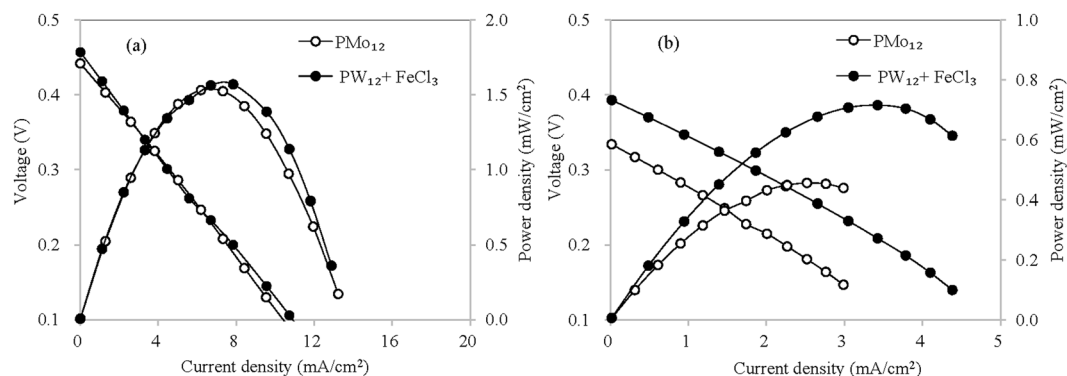 (a)
PMo₁₂
PW₁₂+ FeCl₃
Voltage (V)
0.5
0.4
0.3
0.2
0.1
Power density (mW/cm²)
2.0
1.5
1.0
0.5
0.0
0 4 8 12 16 20
Current density (mA/cm²)
(b)
PMo₁₂
PW₁₂+ FeCl₃
Voltage (V)
0.5
0.4
0.3
0.2
0.1
Power density (mW/cm²)
1.0
0.8
0.6
0.4
0.2
0.0
0 1 2 3 4 5
Current density (mA/cm²)